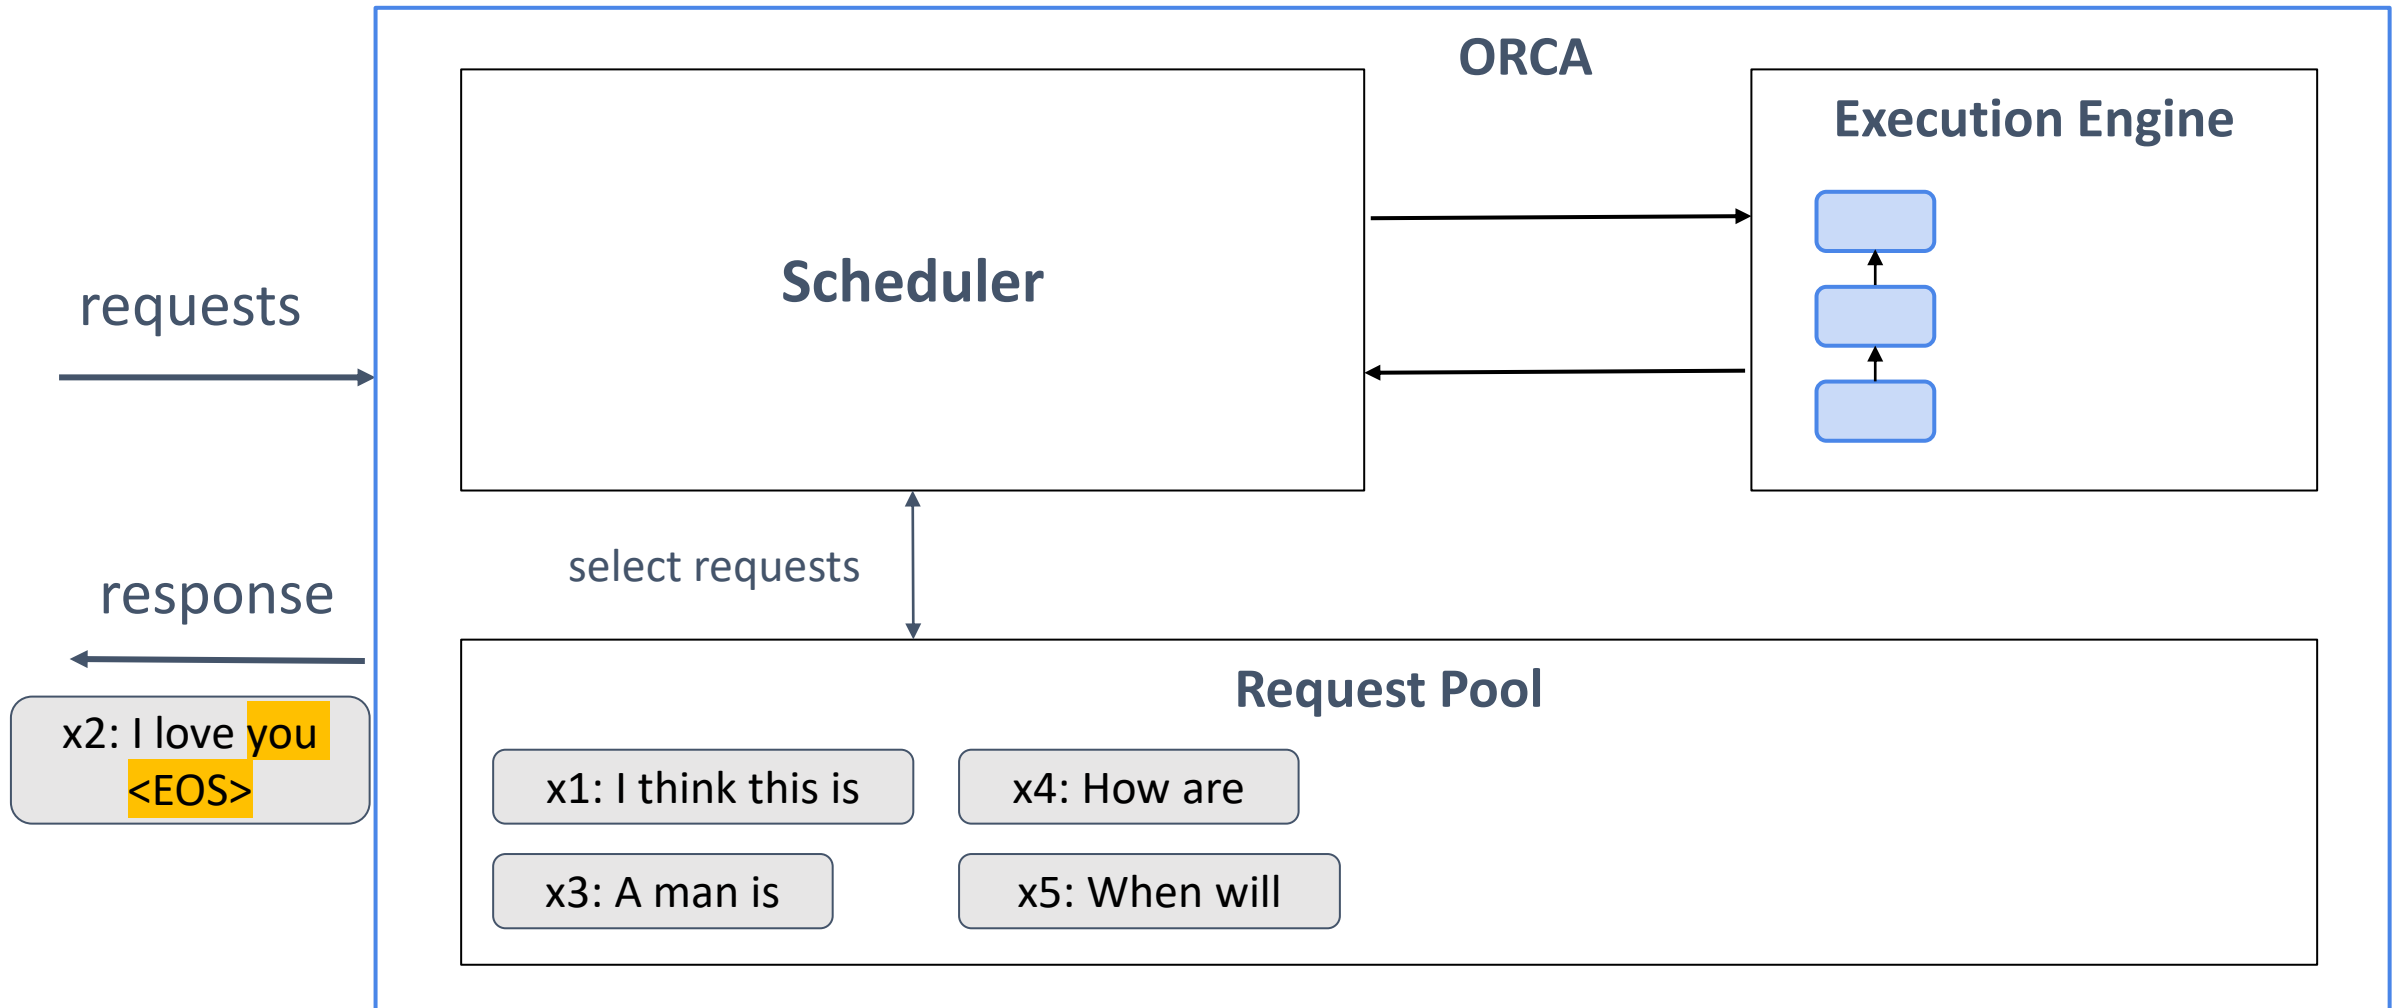 ORCA
Scheduler
Execution Engine
requests
select requests
response
x2: I love you
<EOS>
Request Pool
x1: I think this is
x4: How are
x3: A man is
x5: When will